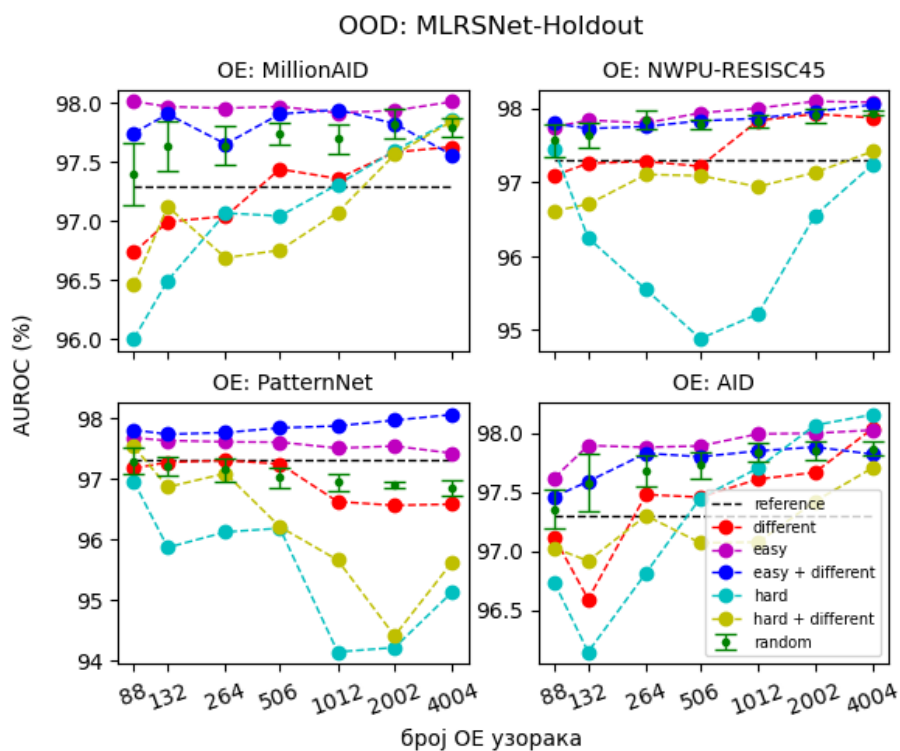 OOD: MLRSNet-Holdout
OE: MillionAID
98.0
97.5
97.0
96.5
96.0
OE: NWPU-RESISC45
98
97
96
95
AUROC (%)
OE: PatternNet
98
97
96
95
94
88 132 264 506 1012 2002 4004
OE: AID
98.0
97.5
97.0
96.5
reference
different
easy
easy + different
hard
hard + different
random
88 132 264 506 1012 2002 4004
број OE узорака